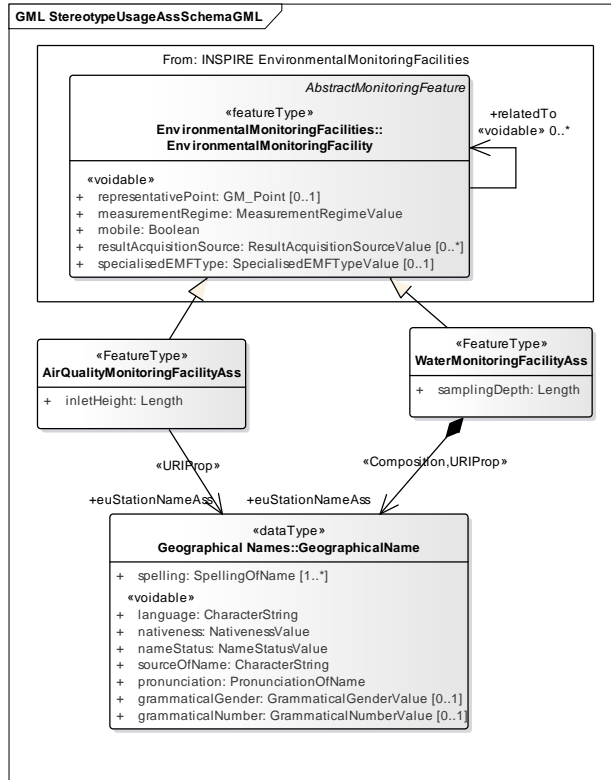 GML StereotypeUsageAssSchemaGML
From: INSPIRE EnvironmentalMonitoringFacilities
AbstractMonitoringFeature
«featureType»
EnvironmentalMonitoringFacilities::
EnvironmentalMonitoringFacility
+relatedTo
«voidable» 0..*
«voidable»
+ representativePoint: GM_Point [0..1]
+ measurementRegime: MeasurementRegimeValue
+ mobile: Boolean
+ resultAcquisitionSource: ResultAcquisitionSourceValue [0..*]
+ specialisedEMFType: SpecialisedEMFTypeValue [0..1]
«FeatureType»
AirQualityMonitoringFacilityAss
+ inletHeight: Length
«FeatureType»
WaterMonitoringFacilityAss
+ samplingDepth: Length
«URIProp»
«Composition,URIProp»
+euStationNameAss
+euStationNameAss
«dataType»
Geographical Names::GeographicalName
+ spelling: SpellingOfName [1..*]
«voidable»
+ language: CharacterString
+ nativeness: NativenessValue
+ nameStatus: NameStatusValue
+ sourceOfName: CharacterString
+ pronunciation: PronunciationOfName
+ grammaticalGender: GrammaticalGenderValue [0..1]
+ grammaticalNumber: GrammaticalNumberValue [0..1]